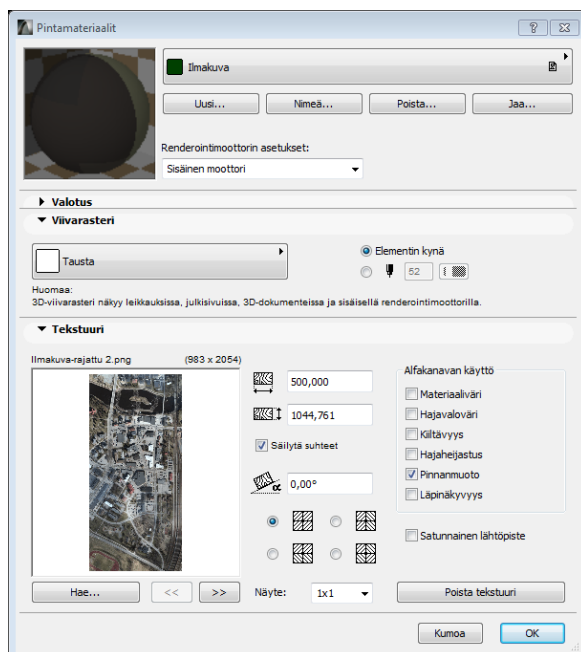 Pintamateriaalit
Ilmakuva
Uusi...
Nimeä...
Poista...
Jaa...
Renderointimoottorin asetukset:
Sisäinen moottori
Valotus
Viivarasteri
Tausta
Elementin kynä
52
Huomaa:
3D-viivarasteri näkyy leikkauksissa, julkisivuissa, 3D-dokumenteissa ja sisäisellä renderointimoottorilla.
Tekstuuri
Ilmakuva-rajattu 2.png (983 x 2054)
500,000
1044,761
Säilytä suhteet
α 0,00°
Alfakanavan käyttö
Materiaaliväri
Hajavaloväri
Kiiltävyys
Hajaheijastus
Pinnanmuoto
Läpinäkyvyys
Satunnainen lähtöpiste
Hae...
<<
>>
Näyte:
1x1
Poista tekstuuri
Kumoa
OK